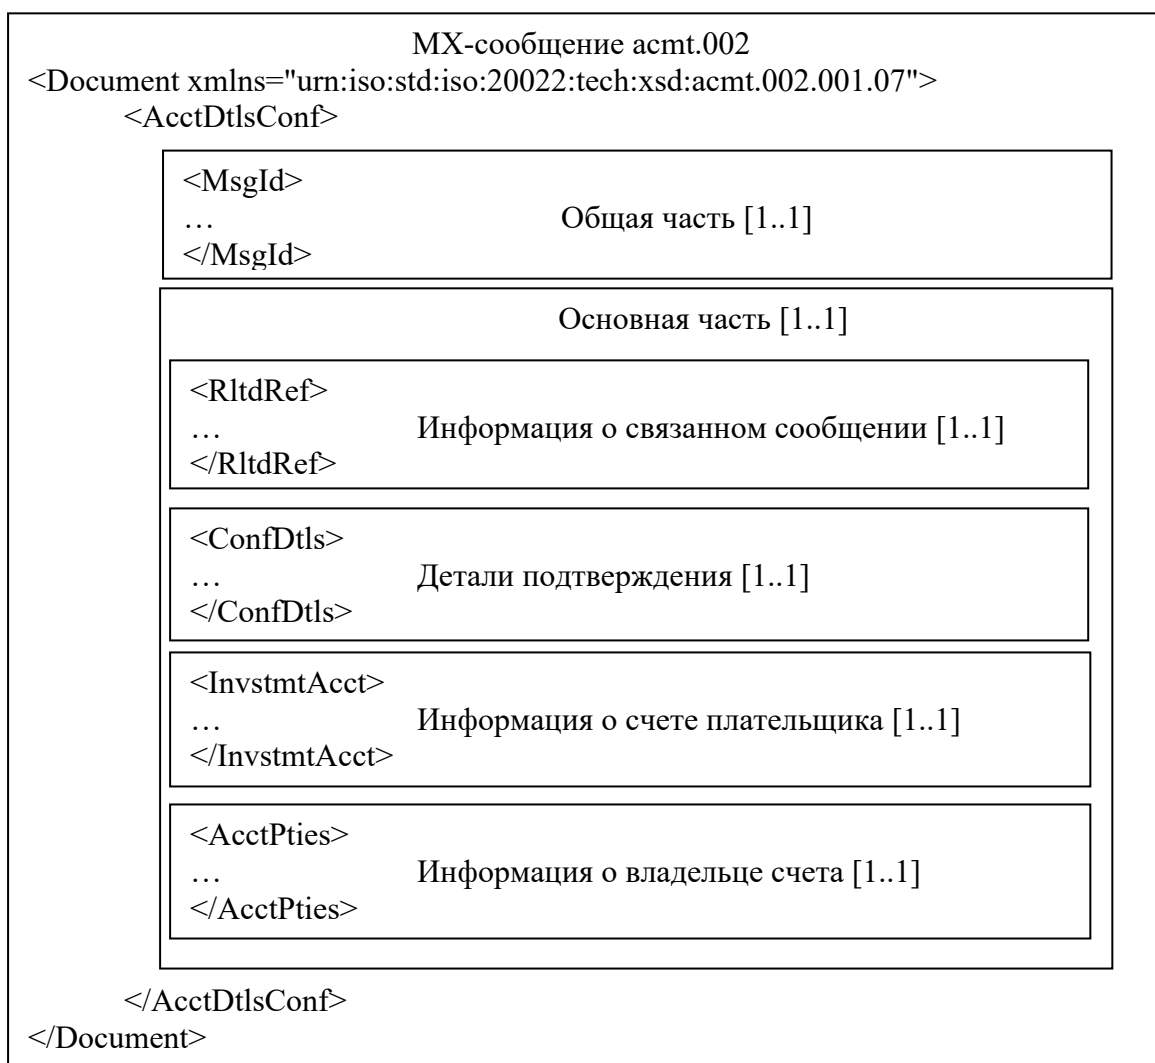 МХ-сообщение acmt.002
<Document xmlns="urn:iso:std:iso:20022:tech:xsd:acmt.002.001.07">
<AcctDtlsConf>
<MsgId>
… Общая часть [1..1]
</MsgId>
Основная часть [1..1]
<RltdRef>
… Информация о связанном сообщении [1..1]
</RltdRef>
<ConfDtls>
… Детали подтверждения [1..1]
</ConfDtls>
<InvstmtAcct>
… Информация о счете плательщика [1..1]
</InvstmtAcct>
<AcctPties>
… Информация о владельце счета [1..1]
</AcctPties>
</AcctDtlsConf>
</Document>